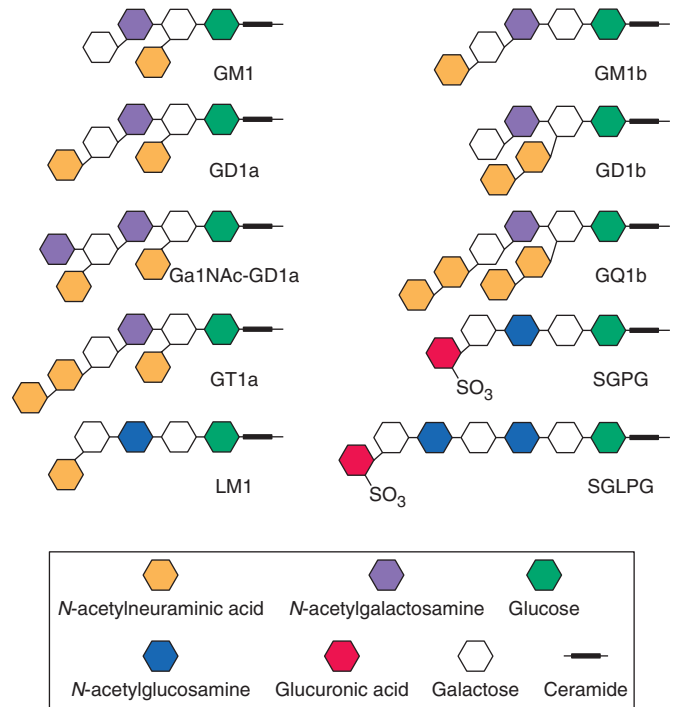 GM1
GM1b
GD1a
GD1b
Ga1NAc-GD1a
GQ1b
GT1a
SO3
SGPG
LM1
SO3
SGLPG
N-acetylneuraminic acid
N-acetylgalactosamine
Glucose
N-acetylglucosamine
Glucuronic acid
Galactose
Ceramide